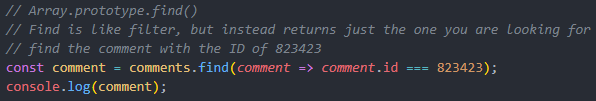 // Array.prototype.find()
// Find is like filter, but instead returns just the one you are looking for
// find the comment with the ID of 823423
const comment = comments.find(comment => comment.id === 823423);
console.log(comment);